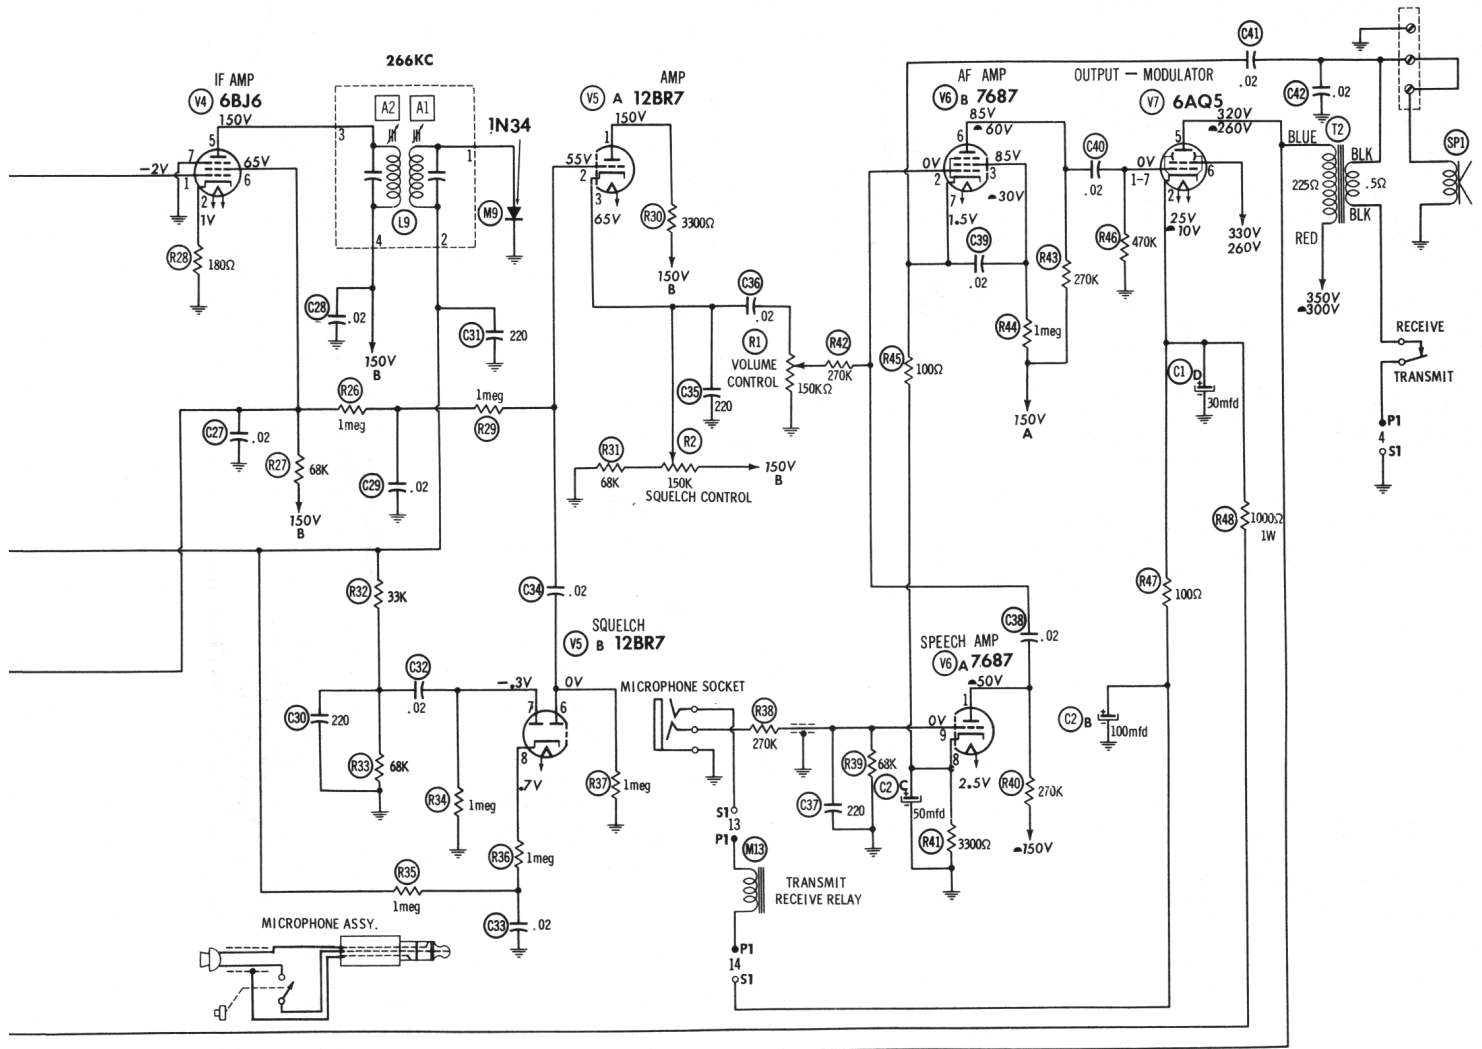 266KC
IF AMP
V4 6BJ6
150V
A2 A1
3
1
1N34
5
7
65V
-2V
1
6
2
1V
R28
180Ω
L9
M9
4
2
C28
.02
150V
B
C31
220
R26
1meg
1meg
R29
C27
.02
R27
68K
150V
B
C29
.02
AMP
V5 A 12BR7
150V
1
55V
2
3
65V
R30
3300Ω
150V
B
C36
.02
R1
VOLUME
CONTROL
150KΩ
R42
270K
C35
220
R2
R31
68K
150K
SQUELCH CONTROL
150V
B
C34
.02
R32
33K
SQUELCH
V5 B 12BR7
C32
.02
-.3V
0V
7
6
8
.7V
C30
220
R33
68K
R34
1meg
R37
1meg
R36
1meg
R35
1meg
C33
.02
MICROPHONE ASSY.
MICROPHONE SOCKET
R38
270K
S1
13
P1
M13
TRANSMIT
RECEIVE RELAY
P1
14
S1
C37
220
R39
68K
C2 C
50mfd
SPEECH AMP
V6 A 7687
50V
1
0V
9
8
2.5V
R41
3300Ω
R40
270K
150V
C38
.02
AF AMP
V6 B 7687
85V
60V
6
0V
2
85V
3
30V
7
1.5V
C39
.02
R43
270K
R44
1meg
150V
A
R45
100Ω
C40
.02
R46
470K
OUTPUT — MODULATOR
V7 6AQ5
320V
260V
5
0V
1-7
6
2
25V
10V
330V
260V
C41
.02
C42
.02
T2
BLUE
BLK
225Ω
.5Ω
BLK
RED
350V
300V
SP1
RECEIVE
TRANSMIT
P1
4
S1
C1 D
30mfd
R48
1000Ω
1W
R47
100Ω
C2 B
100mfd